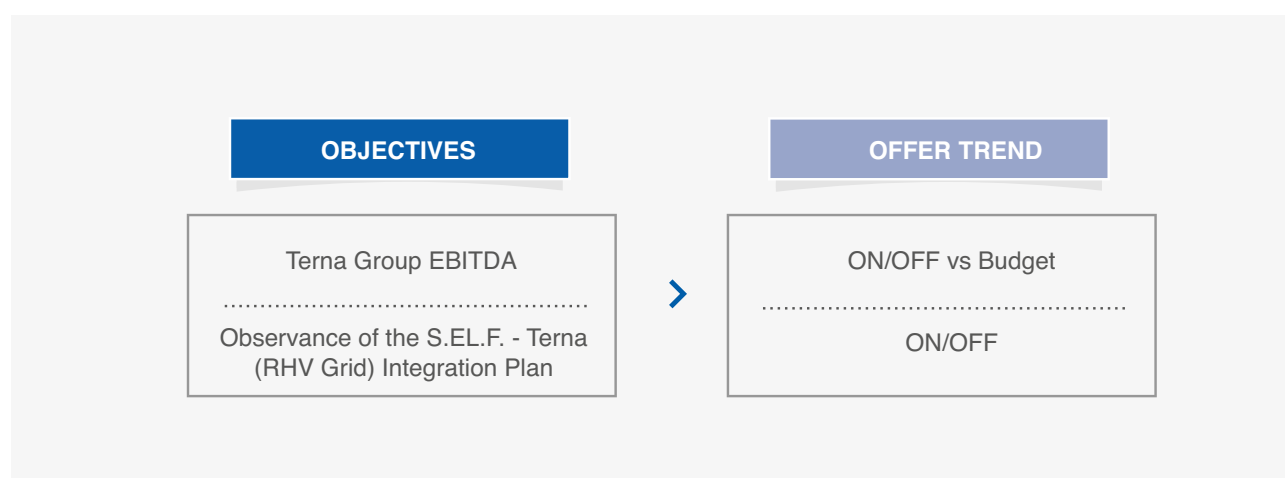 OBJECTIVES
Terna Group EBITDA
Observance of the S.EL.F. - Terna
(RHV Grid) Integration Plan
OFFER TREND
ON/OFF vs Budget
ON/OFF